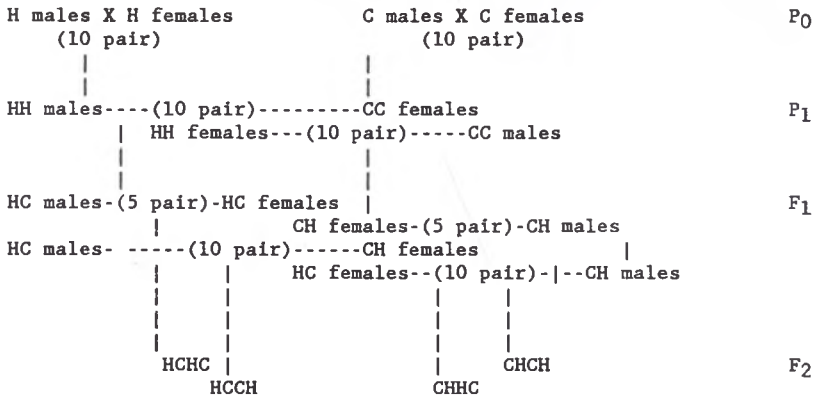 H males X H females C males X C females P0
(10 pair) (10 pair)
HH males----(10 pair)---------CC females P1
HH females---(10 pair)-----CC males
HC males-(5 pair)-HC females F1
CH females-(5 pair)-CH males
HC males- -----(10 pair)------CH females
HC females--(10 pair)-|--CH males
HCHC CHCH F2
HCCH CHHC